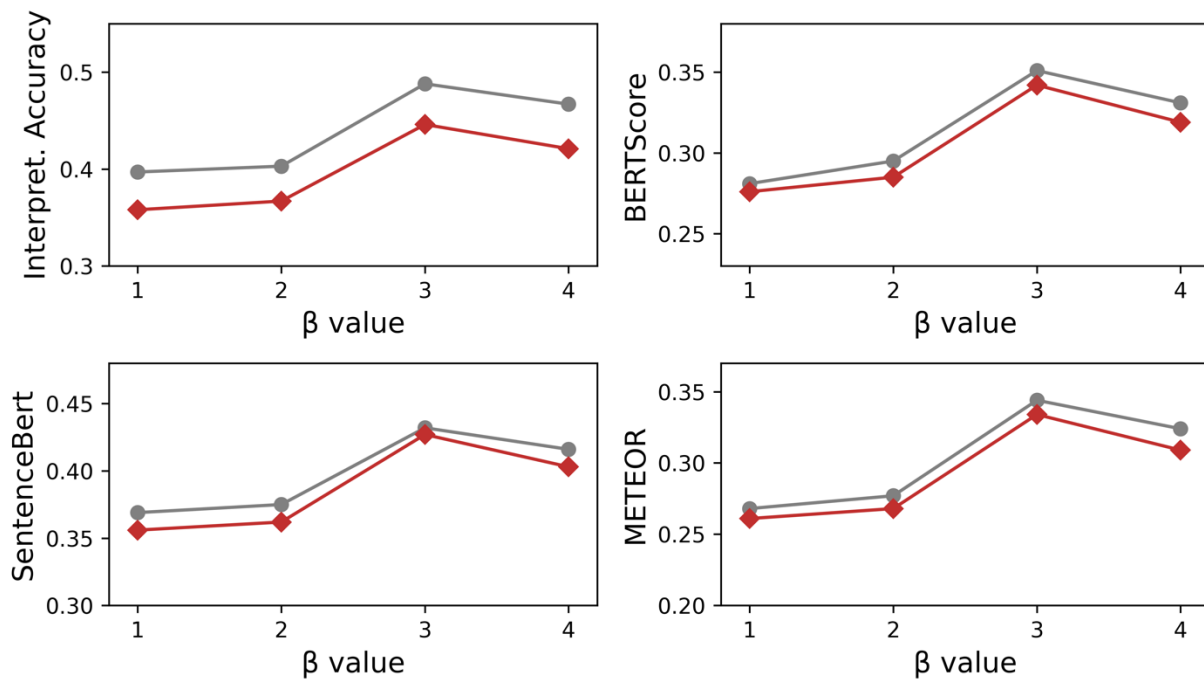 Interpret. Accuracy
0.5
0.4
0.3
1 2 3 4
β value
BERTScore
0.35
0.30
0.25
1 2 3 4
β value
SentenceBert
0.45
0.40
0.35
0.30
1 2 3 4
β value
METEOR
0.35
0.30
0.25
0.20
1 2 3 4
β value